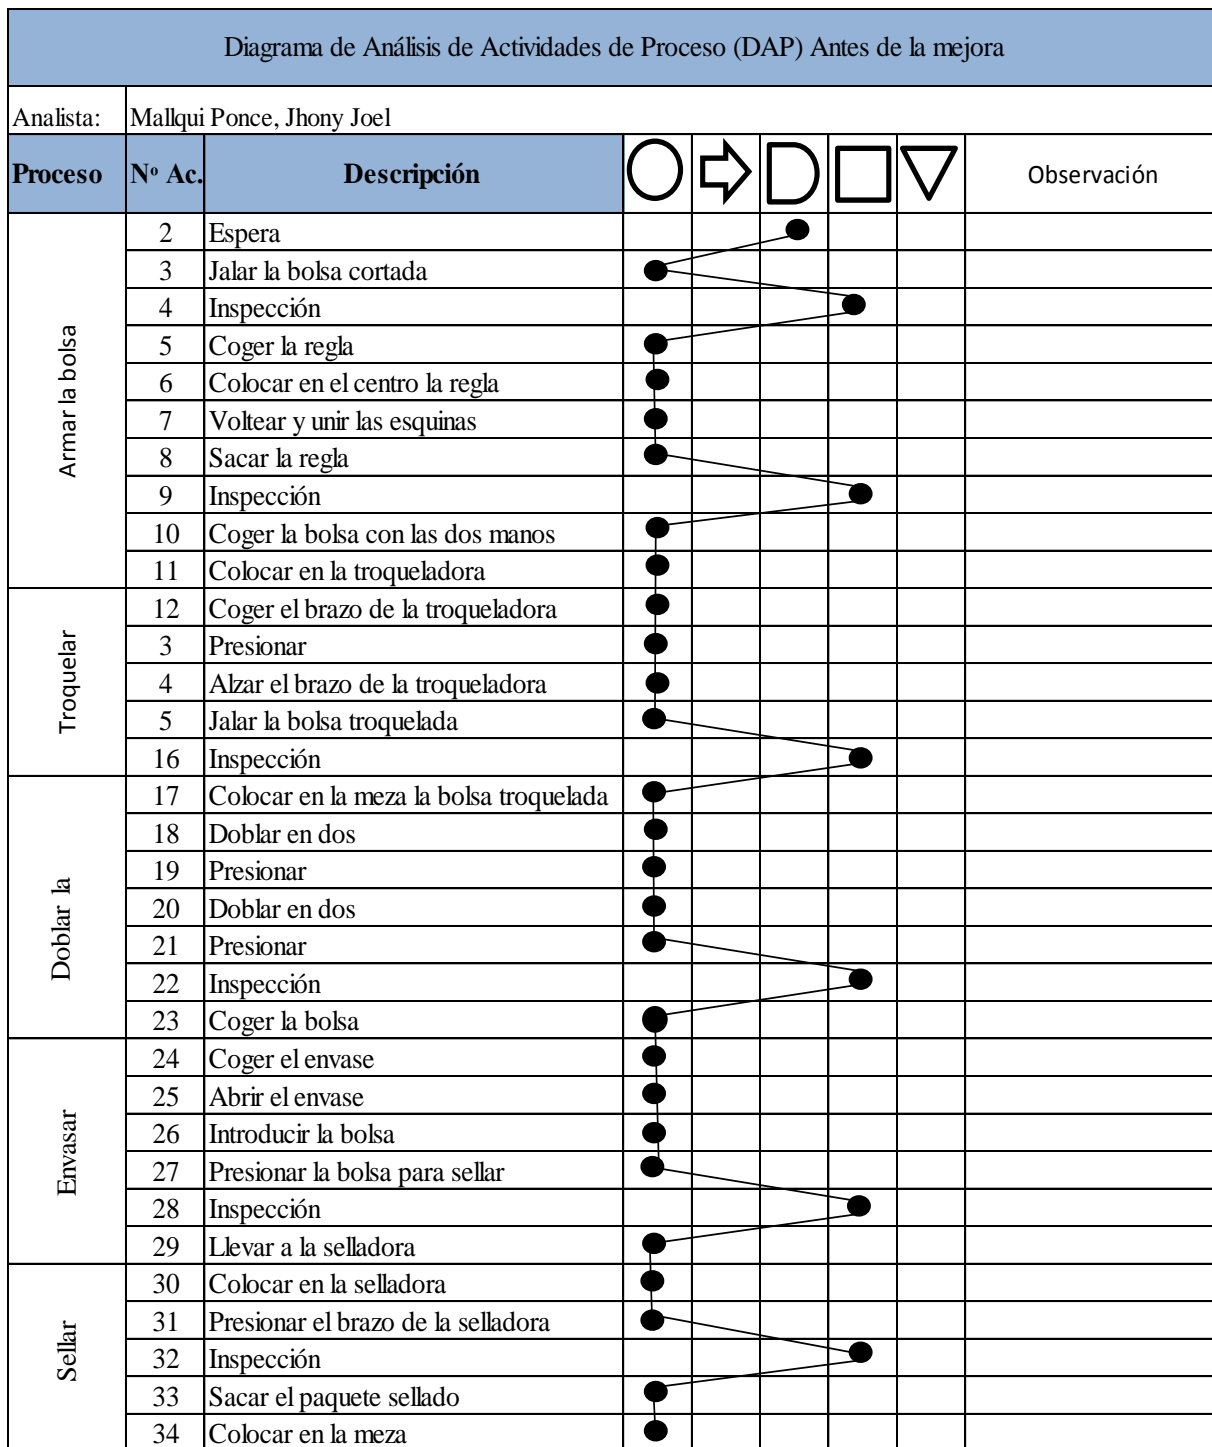 Diagrama de Análisis de Actividades de Proceso (DAP) Antes de la mejora
Analista: Mallqui Ponce, Jhony Joel
Proceso Nº Ac. Descripción Observación
Armar la bolsa
2 Espera
3 Jalar la bolsa cortada
4 Inspección
5 Coger la regla
6 Colocar en el centro la regla
7 Voltear y unir las esquinas
8 Sacar la regla
9 Inspección
10 Coger la bolsa con las dos manos
11 Colocar en la troqueladora
Troquelar
12 Coger el brazo de la troqueladora
3 Presionar
4 Alzar el brazo de la troqueladora
5 Jalar la bolsa troquelada
16 Inspección
Doblar la
17 Colocar en la meza la bolsa troquelada
18 Doblar en dos
19 Presionar
20 Doblar en dos
21 Presionar
22 Inspección
23 Coger la bolsa
Envasar
24 Coger el envase
25 Abrir el envase
26 Introducir la bolsa
27 Presionar la bolsa para sellar
28 Inspección
29 Llevar a la selladora
Sellar
30 Colocar en la selladora
31 Presionar el brazo de la selladora
32 Inspección
33 Sacar el paquete sellado
34 Colocar en la meza